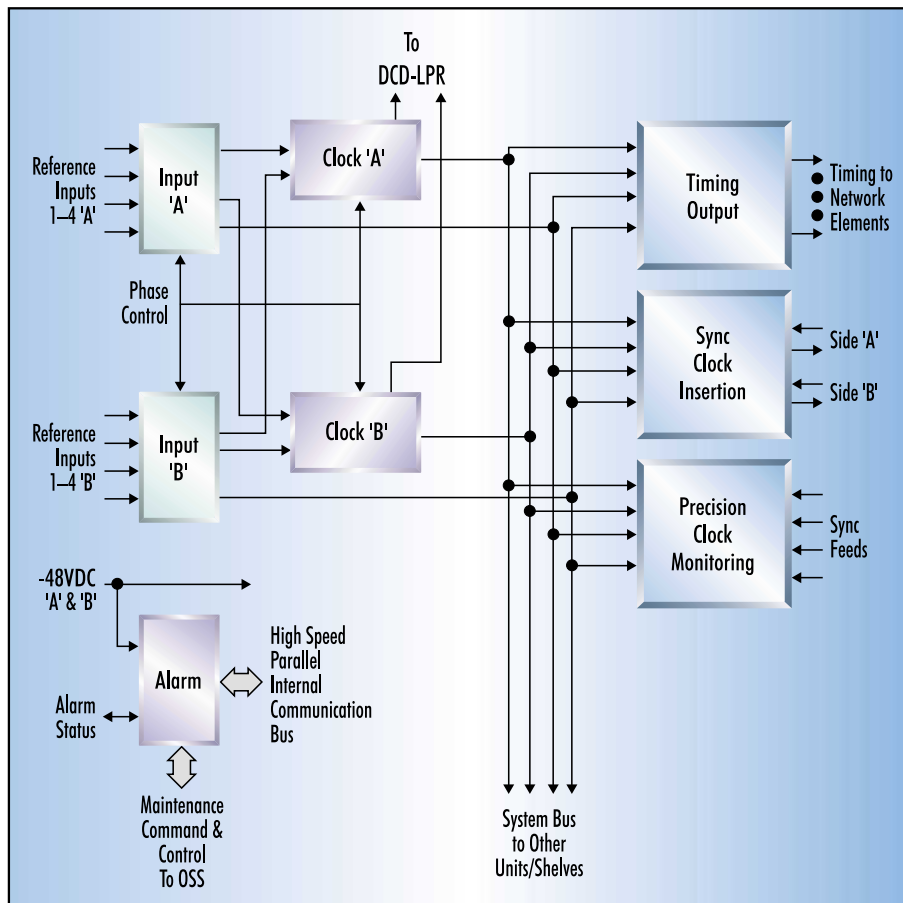 To
DCD-LPR
Reference
Inputs
1–4 'A'
Input
'A'
Clock 'A'
Timing
Output
Timing to
Network
Elements
Phase
Control
Sync
Clock
Insertion
Side 'A'
Side 'B'
Reference
Inputs
1–4 'B'
Input
'B'
Clock 'B'
Precision
Clock
Monitoring
Sync
Feeds
-48VDC
'A' & 'B'
Alarm
High Speed
Parallel
Internal
Communication
Bus
Alarm
Status
Maintenance
Command &
Control
To OSS
System Bus
to Other
Units/Shelves